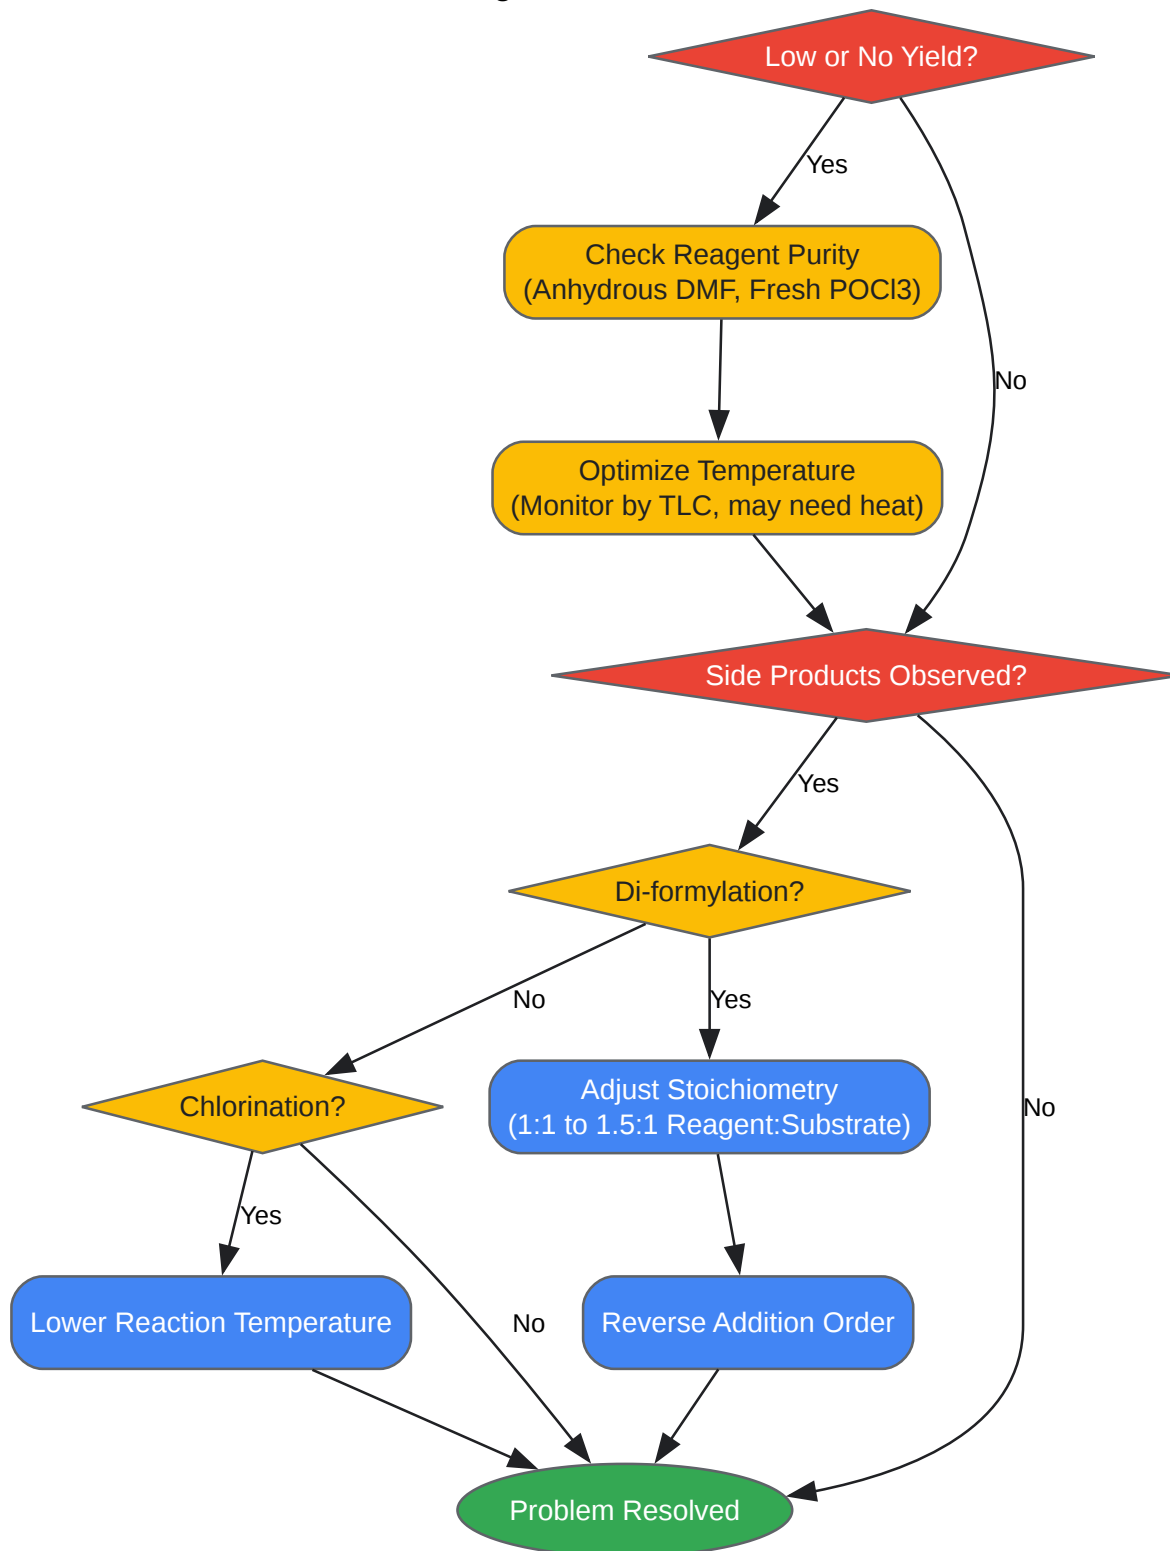 Low or No Yield?
Yes
Check Reagent Purity
(Anhydrous DMF, Fresh POCl3)
No
Optimize Temperature
(Monitor by TLC, may need heat)
Side Products Observed?
Yes
Di-formylation?
No
Yes
Chlorination?
Adjust Stoichiometry
(1:1 to 1.5:1 Reagent:Substrate)
No
Yes
Lower Reaction Temperature
No
Reverse Addition Order
Problem Resolved